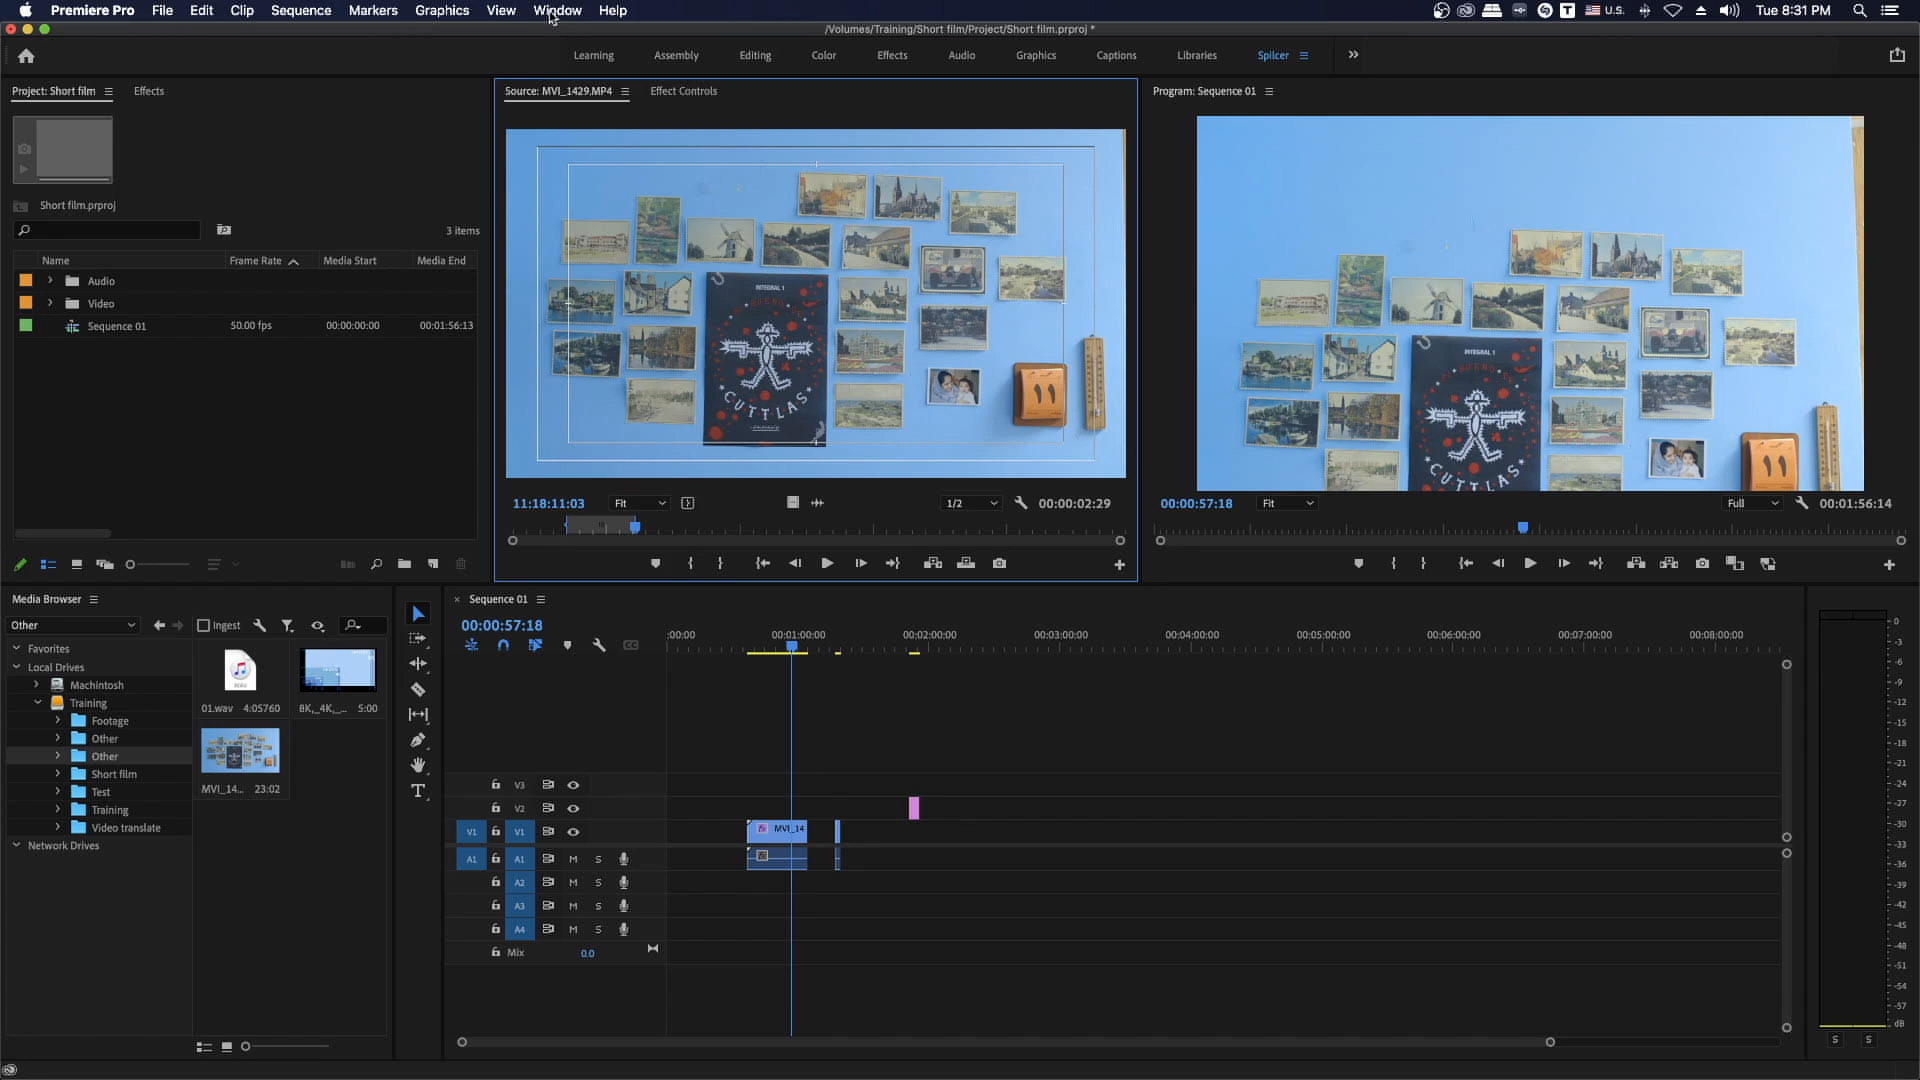 Premiere Pro File Edit Clip Sequence Markers Graphics View Window Help
U.S. Tue 8:31 PM
/Volumes/Training/Short film/Project/Short film.prproj *
Learning Assembly Editing Color Effects Audio Graphics Captions Libraries Spilcer
Project: Short film Effects
Source: MVI_1429.MP4 Effect Controls
Program: Sequence 01
Short film.prproj
3 items
Name Frame Rate Media Start Media End
Audio
Video
Sequence 01 50.00 fps 00:00:00:00 00:01:56:13
INTEGRAL 1
CUTTLAS
INTEGRAL 1
CUTTLAS
11:18:11:03 Fit 1/2 00:00:02:29
00:00:57:18 Fit Full 00:01:56:14
Media Browser
Other Ingest
Favorites
Local Drives
Machintosh
Training
Footage
Other
Other
Short film
Test
Training
Video translate
Network Drives
01.wav 4:05760
8K,_4K,_... 5:00
MVI_14... 23:02
Sequence 01
00:00:57:18
:00:00 00:01:00:00 00:02:00:00 00:03:00:00 00:04:00:00 00:05:00:00 00:06:00:00 00:07:00:00 00:08:00:00
V3
V2
V1 V1 fx MVI_14
A1 A1 M S
A2 M S
A3 M S
A4 M S
Mix 0.0
0
-3
-6
-9
-12
-15
-18
-21
-24
-27
-30
-33
-36
-39
-42
-45
-48
-51
-54
-57
dB
S S